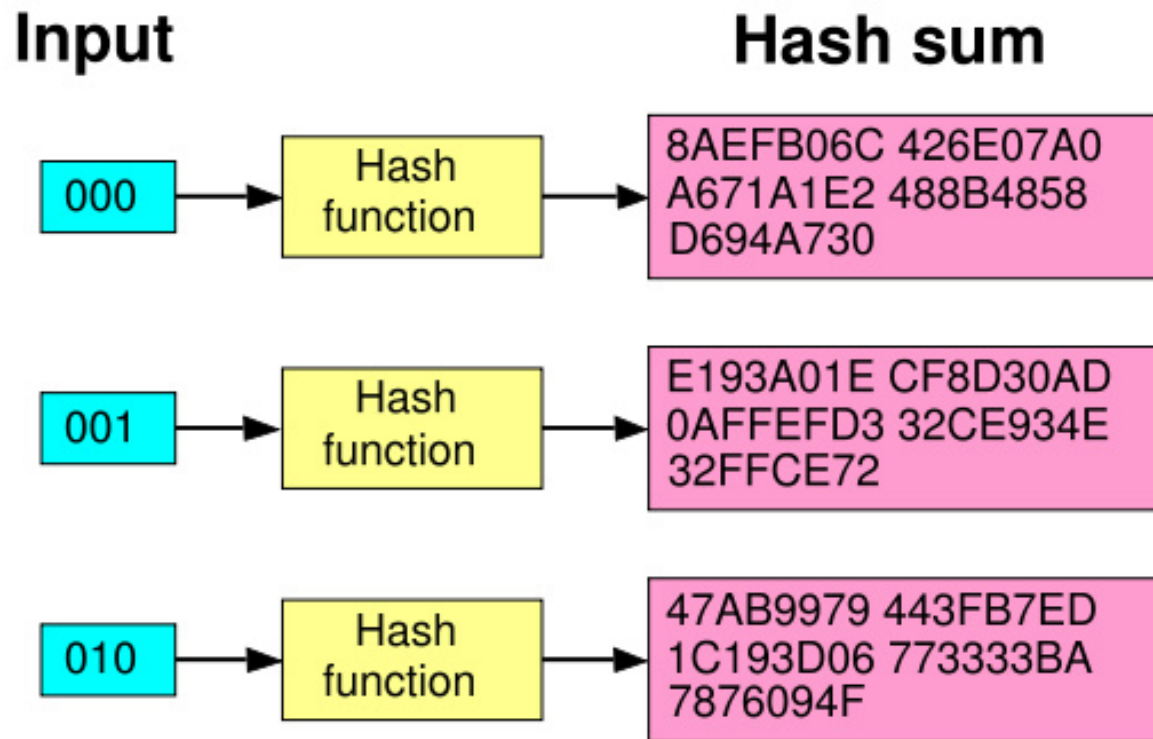 Input
Hash sum
000
Hash
function
8AEFB06C 426E07A0
A671A1E2 488B4858
D694A730
001
Hash
function
E193A01E CF8D30AD
0AFFEFD3 32CE934E
32FFCE72
010
Hash
function
47AB9979 443FB7ED
1C193D06 773333BA
7876094F